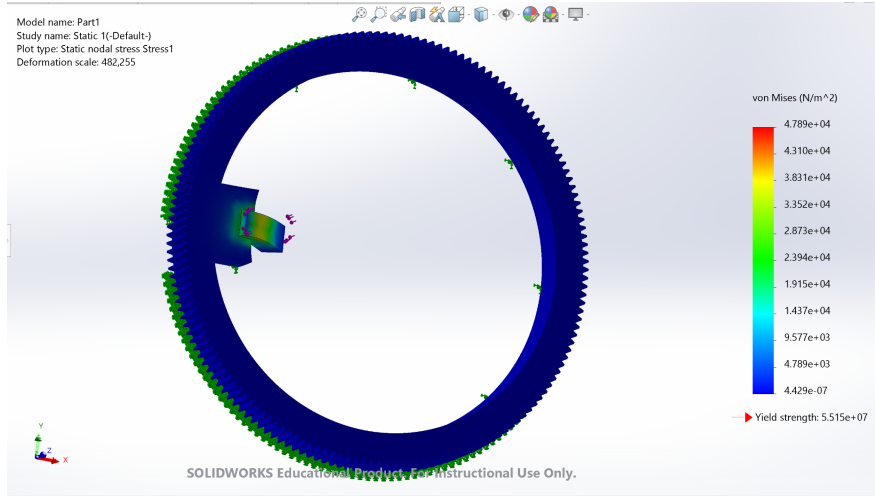 Model name: Part1
Study name: Static 1(-Default-)
Plot type: Static nodal stress Stress1
Deformation scale: 482,255
von Mises (N/m^2)
4.789e+04
4.310e+04
3.831e+04
3.352e+04
2.873e+04
2.394e+04
1.915e+04
1.437e+04
9.577e+03
4.789e+03
4.429e-07
Yield strength: 5.515e+07
Y
Z
X
SOLIDWORKS Educational Product. For Instructional Use Only.